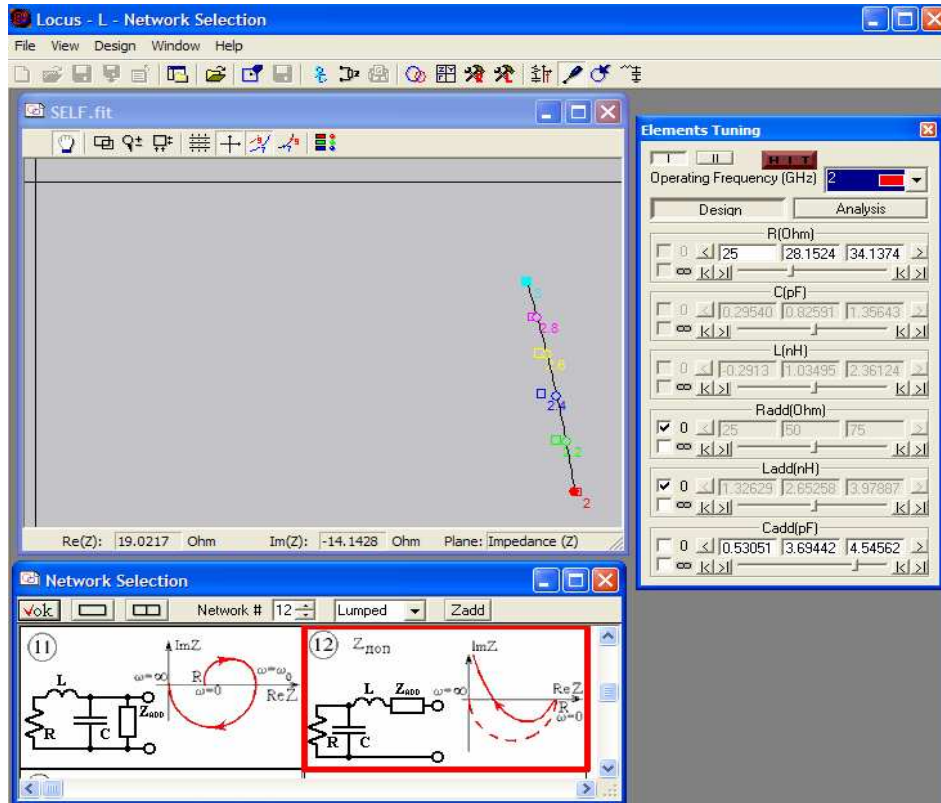 Locus - L - Network Selection
File View Design Window Help
SELF.fit
3
2.8
2.6
2.4
2.2
2
Re(Z): 19.0217 Ohm Im(Z): -14.1428 Ohm Plane: Impedance (Z)
Elements Tuning
I II HIT
Operating Frequency (GHz) 2
Design Analysis
R(Ohm)
0 < 25 28.1524 34.1374 >
∞ K >| K >|
C(pF)
0 < 0.29540 0.82591 1.35643 >
∞ K >| K >|
L(nH)
0 < -0.2913 1.03495 2.36124 >
∞ K >| K >|
Radd(Ohm)
0 < 25 50 75 >
∞ K >| K >|
Ladd(nH)
0 < 1.32629 2.65258 3.97887 >
∞ K >| K >|
Cadd(pF)
0 < 0.53051 3.69442 4.54562 >
∞ K >| K >|
Network Selection
ok Network # 12 Lumped Zadd
11
ImZ
ω=∞ R ω=0 ω=ω0 ReZ
L
R C ZADD
12 Zдоп
ImZ
ω=∞ ReZ R ω=0
L ZADD
R C